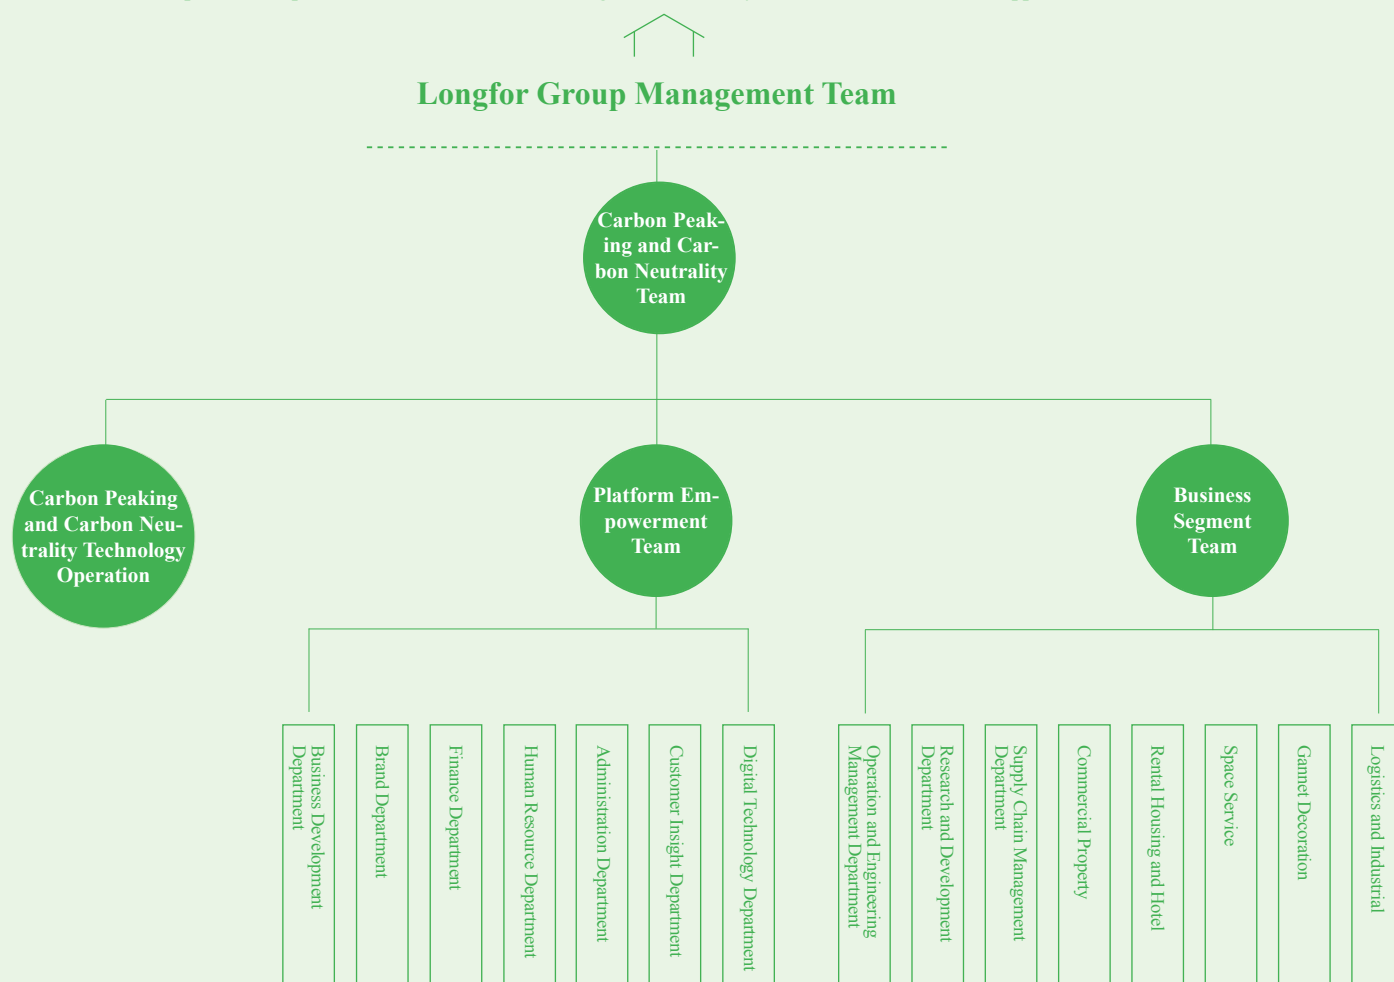 Longfor Group Management Team
Carbon Peak-
ing and Car-
bon Neutrality
Team
Carbon Peaking
and Carbon Neu-
trality Technology
Operation
Platform Em-
powerment
Team
Business
Segment
Team
Business Development
Department
Brand Department
Finance Department
Human Resource Department
Administration Department
Customer Insight Department
Digital Technology Department
Operation and Engineering
Management Department
Research and Development
Department
Supply Chain Management
Department
Commercial Property
Rental Housing and Hotel
Space Service
Gannet Decoration
Logistics and Industrial